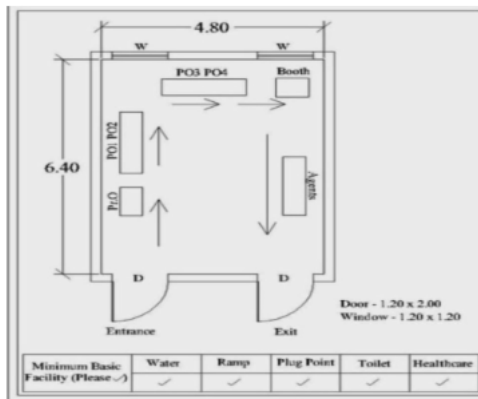 4.80
W W
PO3 PO4 Booth
PO1 PO2
6.40
Agents
Pr.O
D D
Entrance Exit
Door - 1.20 x 2.00
Window - 1.20 x 1.20
Minimum Basic Facility (Please ✓) Water Ramp Plug Point Toilet Healthcare
✓ ✓ ✓ ✓ ✓